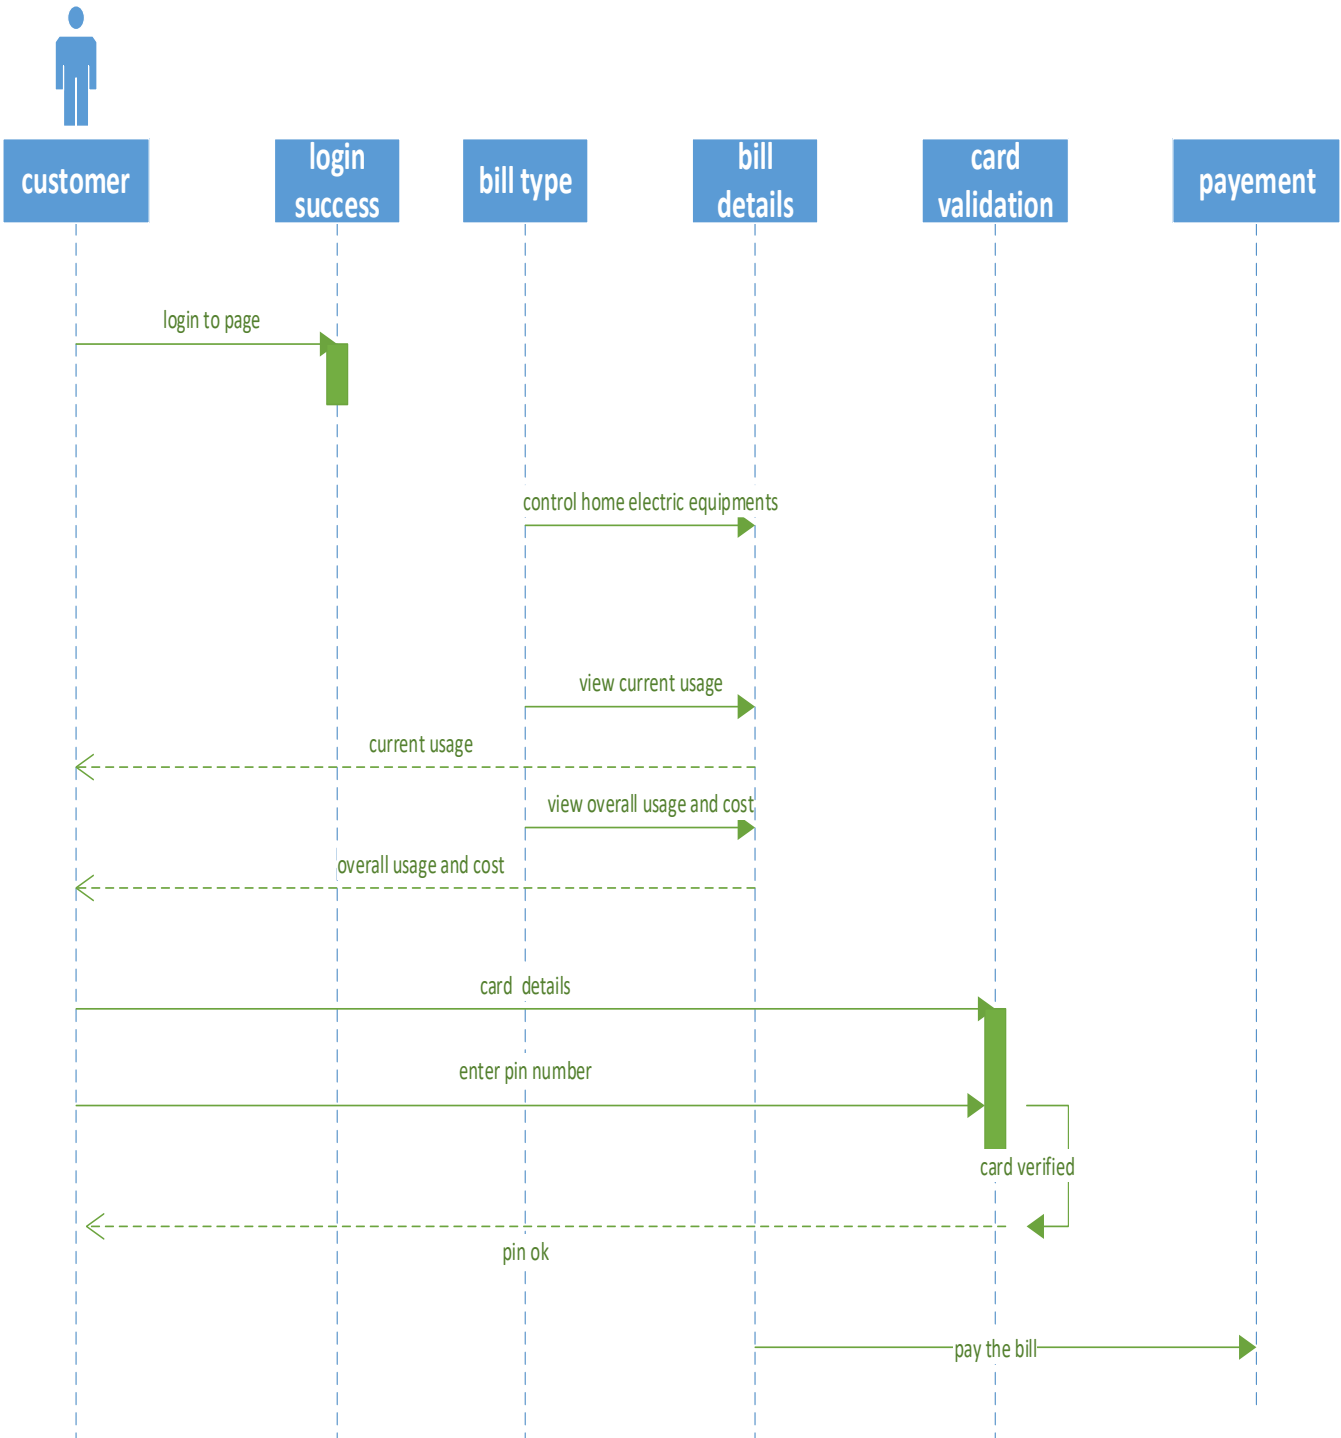 customer
login
success
bill type
bill
details
card
validation
payement
login to page
control home electric equipments
view current usage
current usage
view overall usage and cost
overall usage and cost
card details
enter pin number
card verified
pin ok
pay the bill